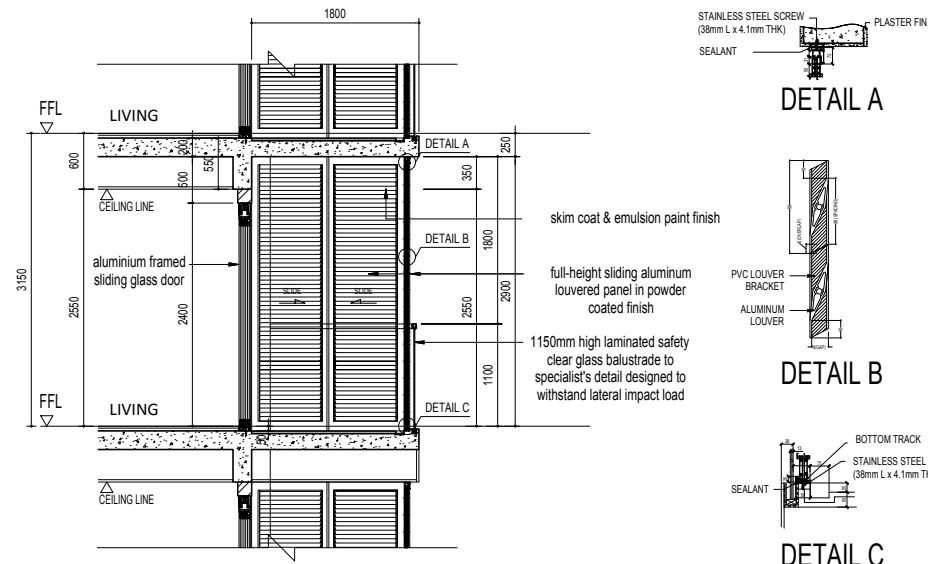 1800
FFL
LIVING
200
550
600
500
250
350
CEILING LINE
DETAIL A
skim coat & emulsion paint finish
DETAIL B
1800
aluminium framed
sliding glass door
full-height sliding aluminum
louvered panel in powder
coated finish
SLIDE
SLIDE
3150
2550
2400
2550
2900
1150mm high laminated safety
clear glass balustrade to
specialist's detail designed to
withstand lateral impact load
1100
FFL
LIVING
DETAIL C
50
CEILING LINE
STAINLESS STEEL SCREW
(38mm L x 4.1mm THK)
PLASTER FIN
SEALANT
DETAIL A
PVC LOUVER
BRACKET
ALUMINUM
LOUVER
DETAIL B
BOTTOM TRACK
STAINLESS STEEL
(38mm L x 4.1mm TH
SEALANT
DETAIL C